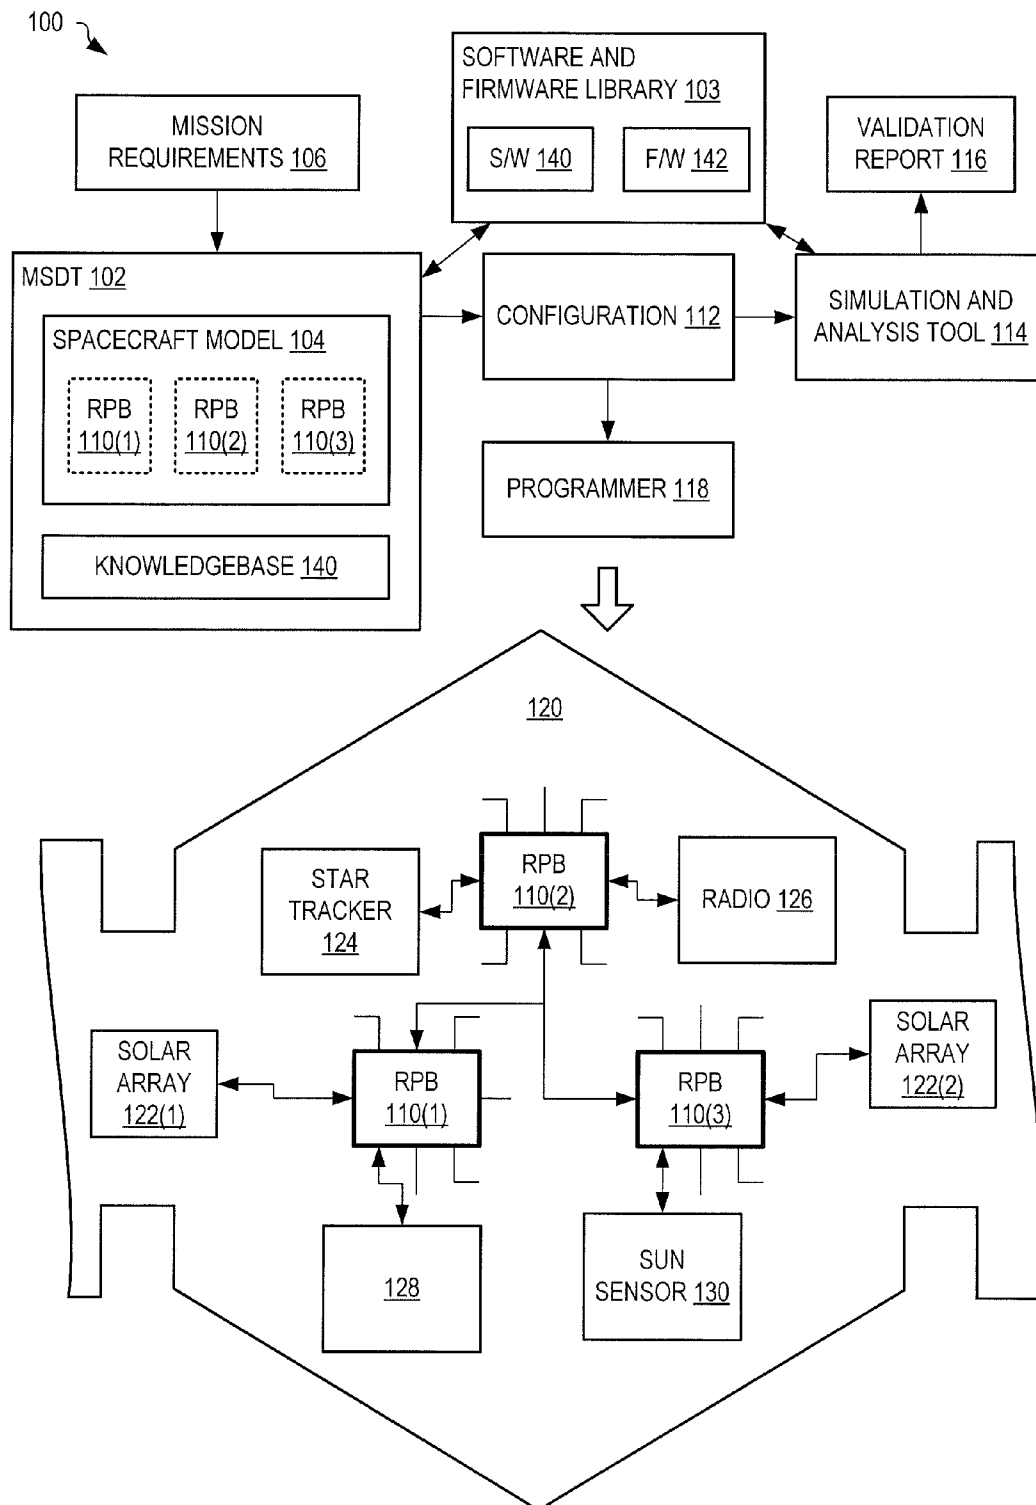 100
SOFTWARE AND
FIRMWARE LIBRARY 103
S/W 140
F/W 142
MISSION
REQUIREMENTS 106
VALIDATION
REPORT 116
MSDT 102
SPACECRAFT MODEL 104
RPB
110(1)
RPB
110(2)
RPB
110(3)
KNOWLEDGEBASE 140
CONFIGURATION 112
SIMULATION AND
ANALYSIS TOOL 114
PROGRAMMER 118
120
STAR
TRACKER
124
RPB
110(2)
RADIO 126
SOLAR
ARRAY
122(1)
RPB
110(1)
RPB
110(3)
SOLAR
ARRAY
122(2)
128
SUN
SENSOR 130